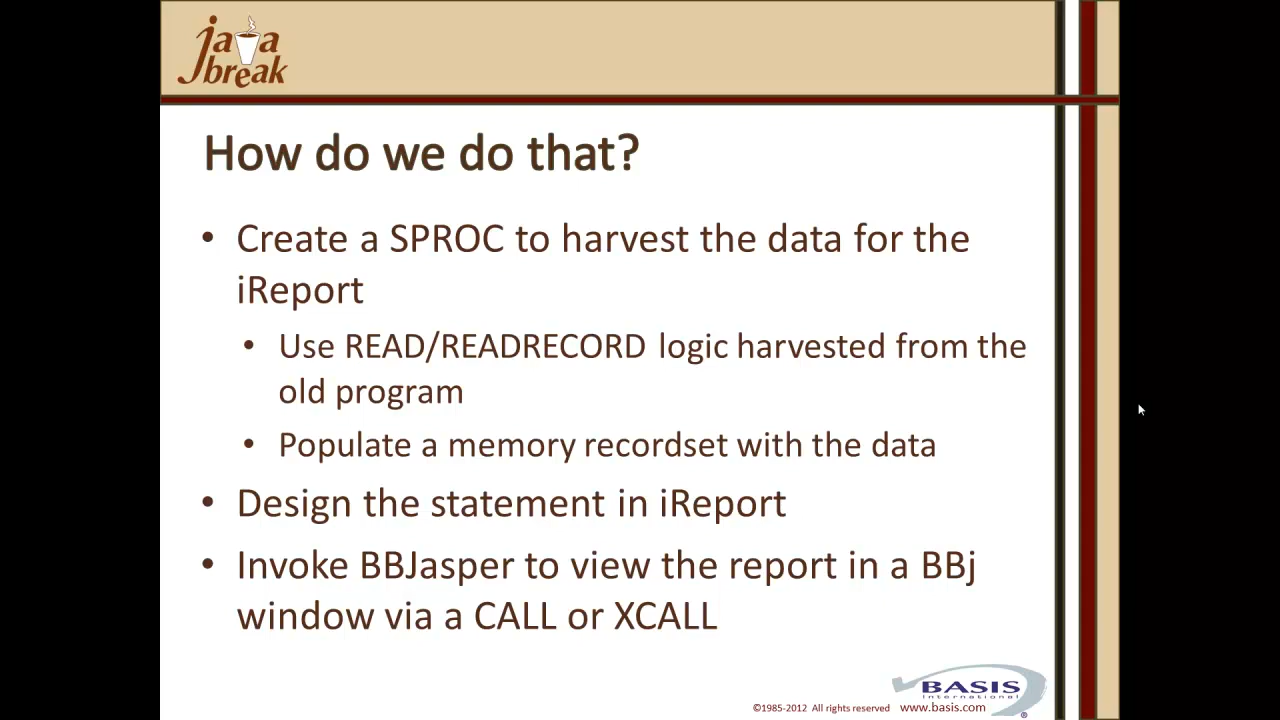 java
break
How do we do that?
• Create a SPROC to harvest the data for the
iReport
• Use READ/READRECORD logic harvested from the
old program
• Populate a memory recordset with the data
• Design the statement in iReport
• Invoke BBJasper to view the report in a BBj
window via a CALL or XCALL
BASIS
International
®
©1985-2012 All rights reserved www.basis.com